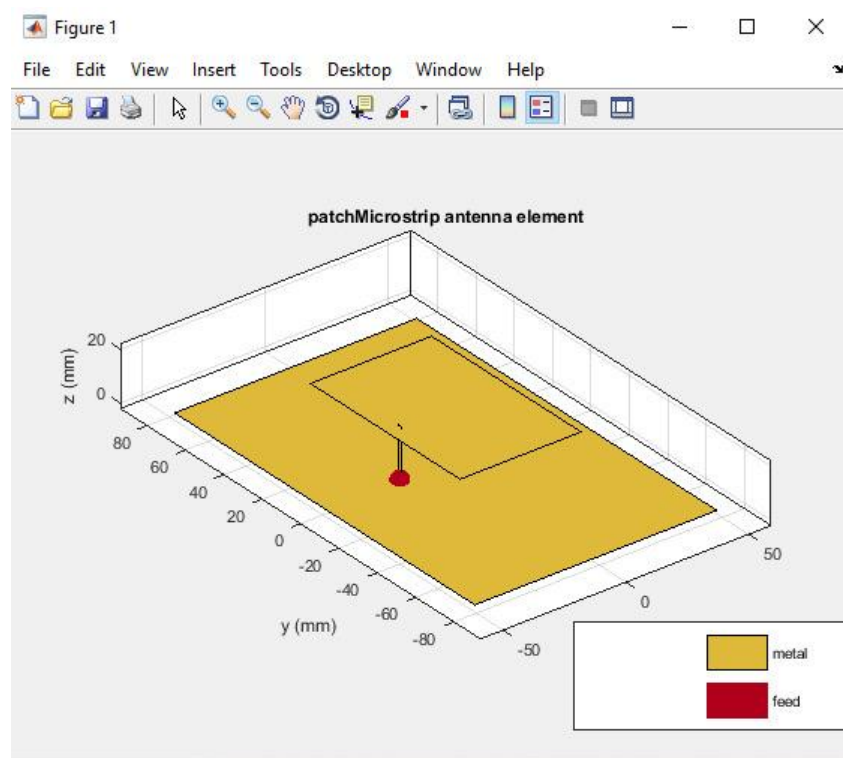 Figure 1
File Edit View Insert Tools Desktop Window Help
patchMicrostrip antenna element
20
0
z (mm)
80
60
40
20
0
-20
-40
-60
-80
y (mm)
-50
0
50
metal
feed